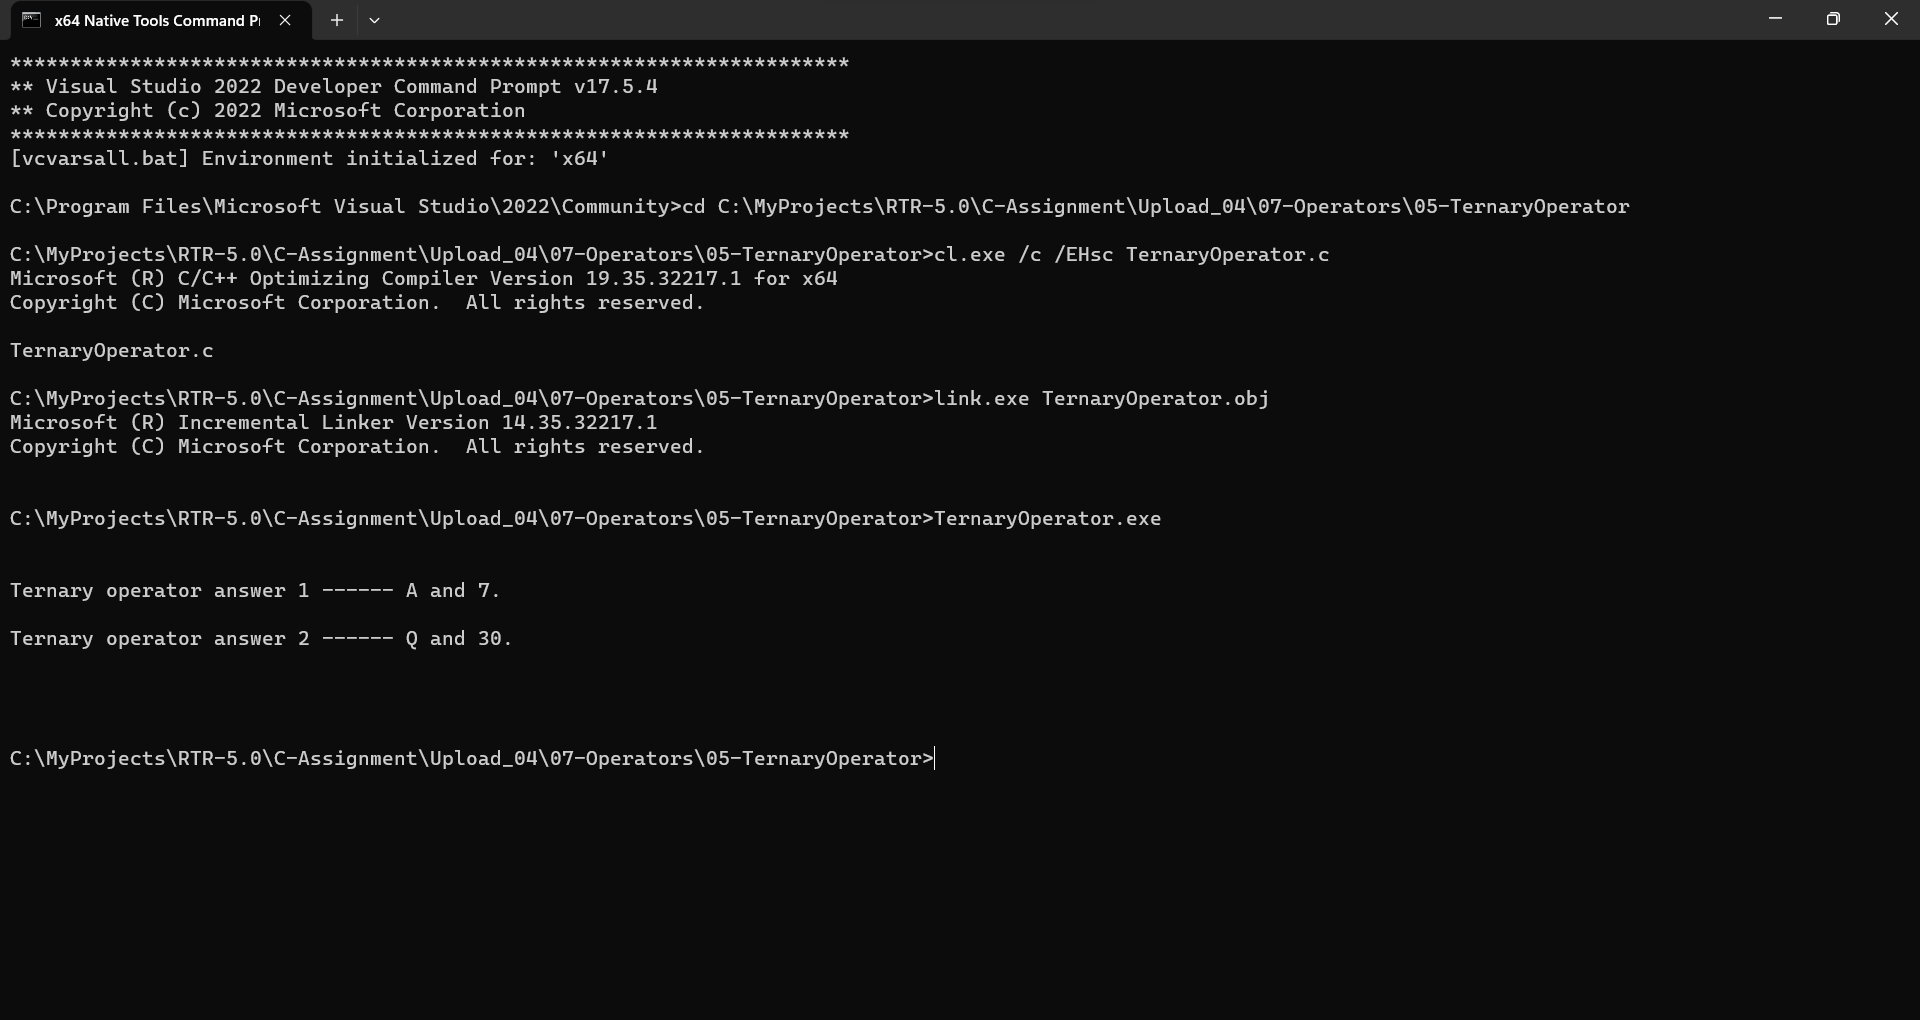 x64 Native Tools Command P
**********************************************************************
** Visual Studio 2022 Developer Command Prompt v17.5.4
** Copyright (c) 2022 Microsoft Corporation
**********************************************************************
[vcvarsall.bat] Environment initialized for: 'x64'
C:\Program Files\Microsoft Visual Studio\2022\Community>cd C:\MyProjects\RTR-5.0\C-Assignment\Upload_04\07-Operators\05-TernaryOperator
C:\MyProjects\RTR-5.0\C-Assignment\Upload_04\07-Operators\05-TernaryOperator>cl.exe /c /EHsc TernaryOperator.c
Microsoft (R) C/C++ Optimizing Compiler Version 19.35.32217.1 for x64
Copyright (C) Microsoft Corporation.  All rights reserved.
TernaryOperator.c
C:\MyProjects\RTR-5.0\C-Assignment\Upload_04\07-Operators\05-TernaryOperator>link.exe TernaryOperator.obj
Microsoft (R) Incremental Linker Version 14.35.32217.1
Copyright (C) Microsoft Corporation.  All rights reserved.
C:\MyProjects\RTR-5.0\C-Assignment\Upload_04\07-Operators\05-TernaryOperator>TernaryOperator.exe
Ternary operator answer 1 ------ A and 7.
Ternary operator answer 2 ------ Q and 30.
C:\MyProjects\RTR-5.0\C-Assignment\Upload_04\07-Operators\05-TernaryOperator>